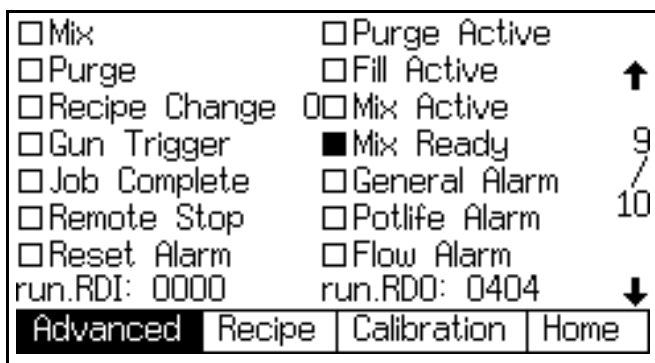 □Mix □Purge Active
□Purge □Fill Active
□Recipe Change 0□Mix Active
□Gun Trigger ■Mix Ready 9
□Job Complete □General Alarm /
□Remote Stop □Potlife Alarm 10
□Reset Alarm □Flow Alarm
run.RDI: 0000 run.RDO: 0404
Advanced Recipe Calibration Home